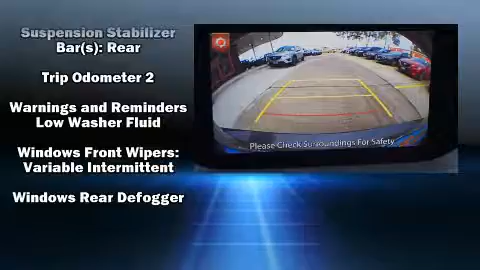 Suspension Stabilizer
Bar(s): Rear
Trip Odometer 2
Warnings and Reminders
Low Washer Fluid
Windows Front Wipers:
Variable Intermittent
Windows Rear Defogger
Please Check Surroundings For Safety